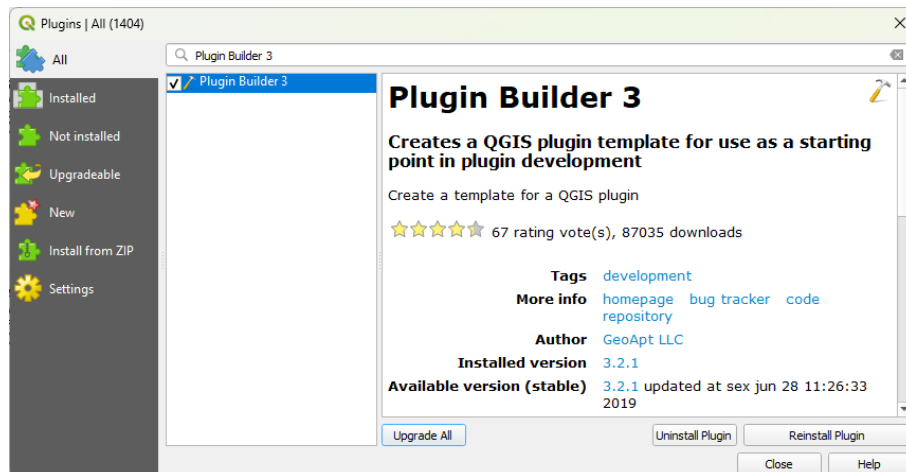 Plugins | All (1404)
All
Plugin Builder 3
Installed
Not installed
Upgradeable
New
Install from ZIP
Settings
Plugin Builder 3
Plugin Builder 3
Creates a QGIS plugin template for use as a starting
point in plugin development
Create a template for a QGIS plugin
67 rating vote(s), 87035 downloads
Tags development
More info homepage bug tracker code
repository
Author GeoApt LLC
Installed version 3.2.1
Available version (stable) 3.2.1 updated at sex jun 28 11:26:33
2019
Upgrade All Uninstall Plugin Reinstall Plugin
Close Help